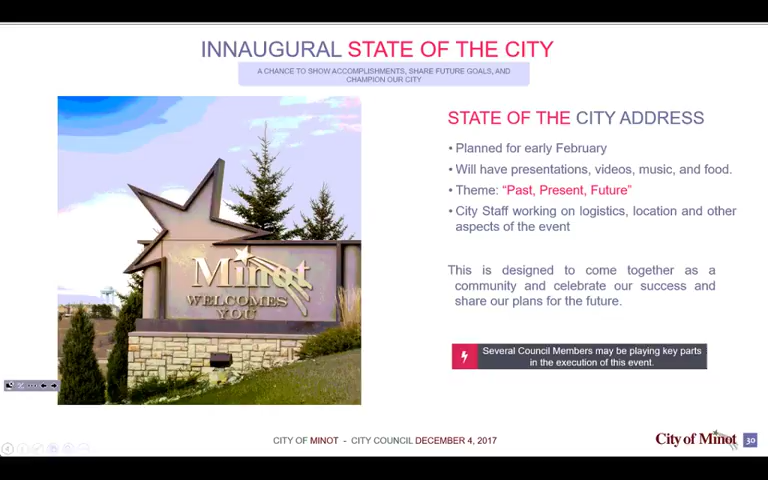 INNAUGURAL STATE OF THE CITY
A CHANCE TO SHOW ACCOMPLISHMENTS, SHARE FUTURE GOALS, AND
CHAMPION OUR CITY
Minot
WELCOMES
YOU
STATE OF THE CITY ADDRESS
• Planned for early February
• Will have presentations, videos, music, and food.
• Theme: “Past, Present, Future”
• City Staff working on logistics, location and other
aspects of the event
This is designed to come together as a
community and celebrate our success and
share our plans for the future.
Several Council Members may be playing key parts
in the execution of this event.
CITY OF MINOT - CITY COUNCIL DECEMBER 4, 2017
City of Minot
30